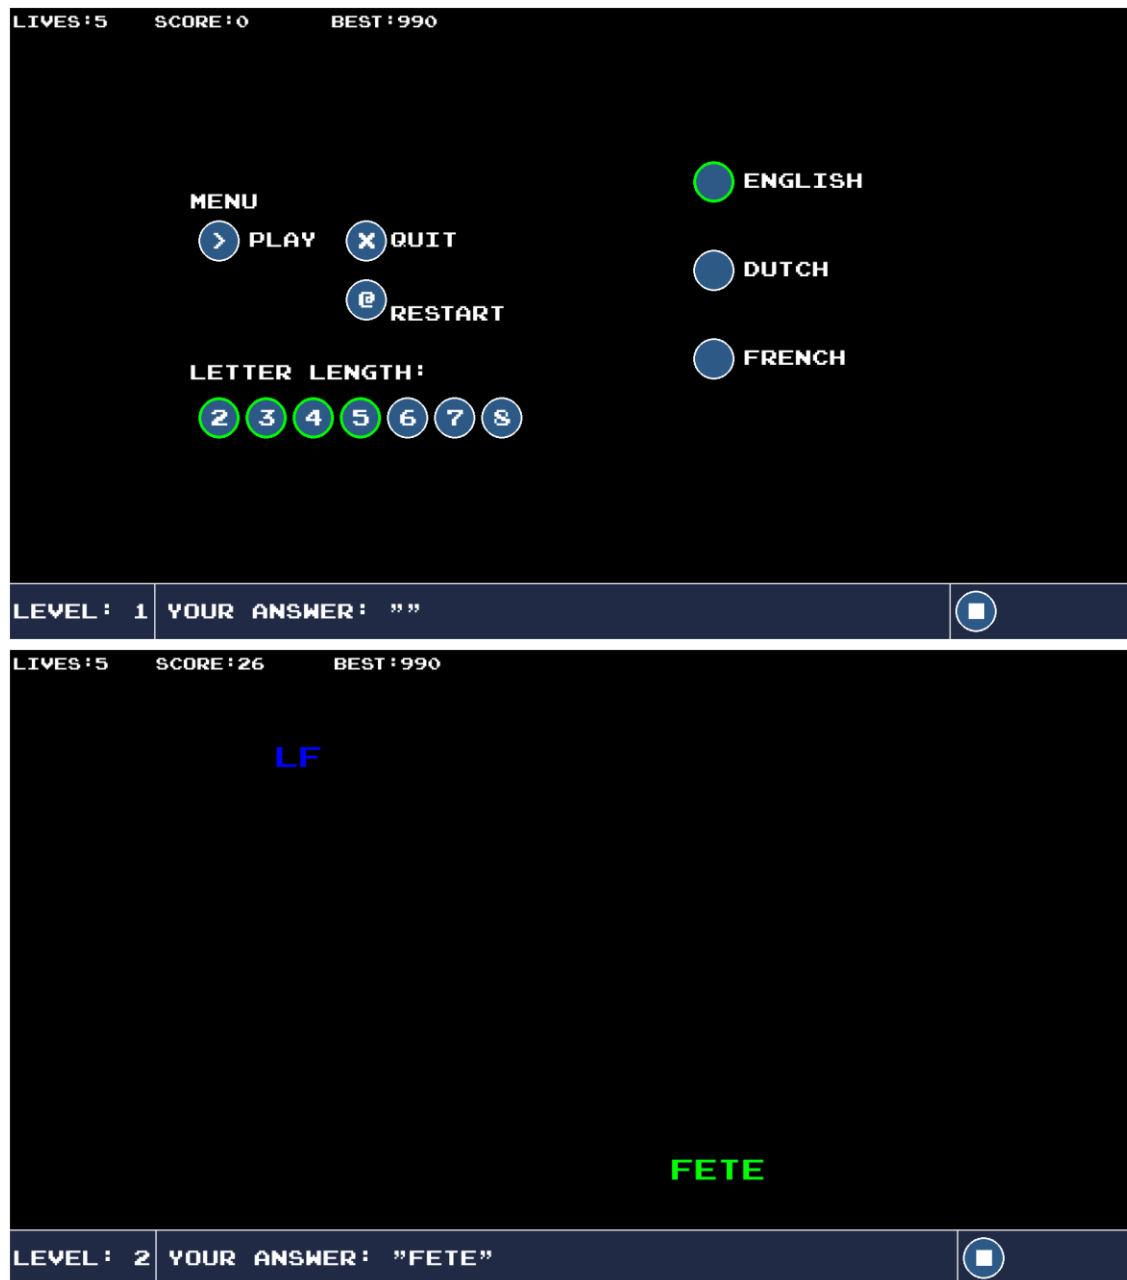 LIVES:5 SCORE:0 BEST:990
ENGLISH
MENU
> PLAY × QUIT
DUTCH
@ RESTART
FRENCH
LETTER LENGTH:
2 3 4 5 6 7 8
LEVEL: 1 YOUR ANSWER: ""
LIVES:5 SCORE:26 BEST:990
LF
FETE
LEVEL: 2 YOUR ANSWER: "FETE"